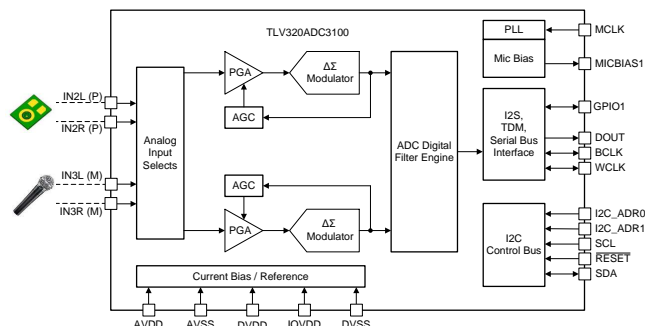 TLV320ADC3100
PLL
MCLK
Mic Bias
MICBIAS1
PGA
ΔΣ
Modulator
AGC
IN2L (P)
IN2R (P)
IN3L (M)
IN3R (M)
Analog
Input
Selects
ADC Digital
Filter Engine
I2S,
TDM,
Serial Bus
Interface
GPIO1
DOUT
BCLK
WCLK
AGC
PGA
ΔΣ
Modulator
I2C
Control Bus
I2C_ADR0
I2C_ADR1
SCL
RESET
SDA
Current Bias / Reference
AVDD
AVSS
DVDD
IOVDD
DVSS